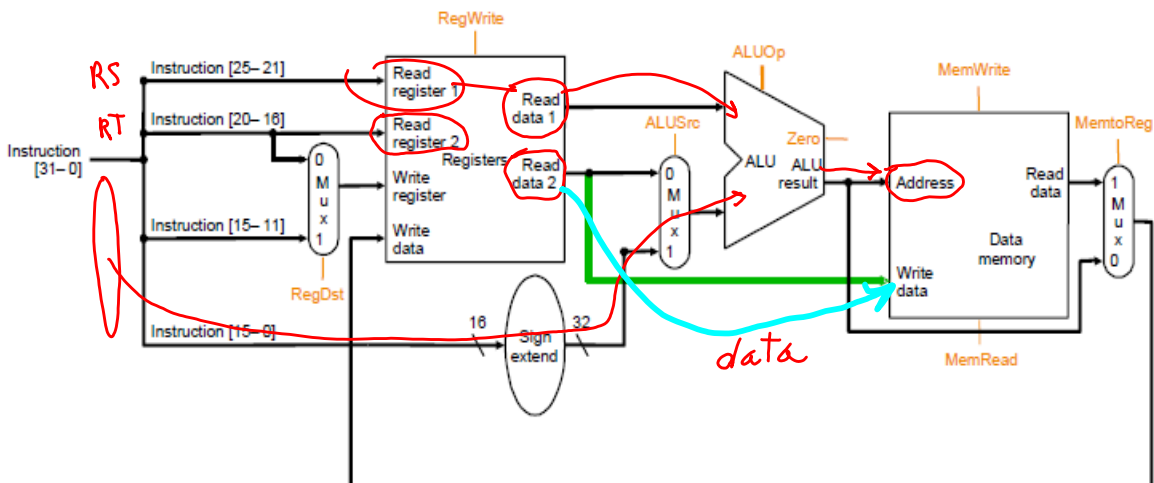 RegWrite
ALUOp
MemWrite
MemtoReg
RS
Instruction [25–21]
Read
register 1
Read
data 1
RT
Instruction [20–16]
Read
register 2
Registers
Read
data 2
ALUSrc
Zero
ALU
ALU
result
Address
Read
data
Instruction
[31–0]
0
M
u
x
1
Write
register
0
M
u
x
1
1
M
u
x
0
Instruction [15–11]
Write
data
Data
memory
Write
data
RegDst
Instruction [15–0]
16
Sign
extend
32
data
MemRead